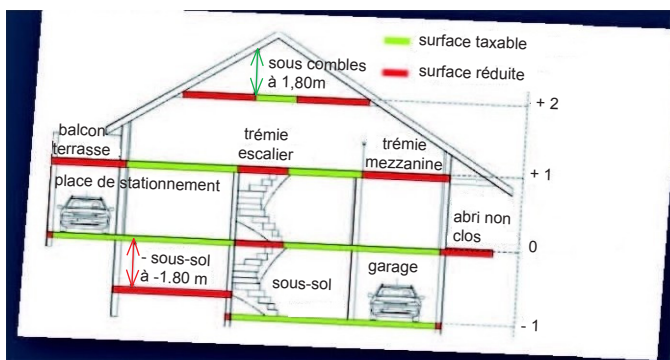 surface taxable
surface réduite
sous combles
à 1,80m
+ 2
balcon
terrasse
trémie
escalier
trémie
mezzanine
+ 1
place de stationnement
abri non
clos
0
- sous-sol
à -1.80 m
sous-sol
garage
- 1